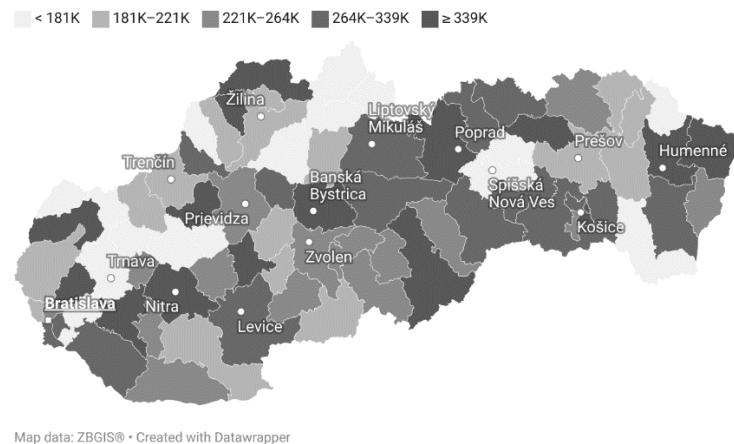 < 181K 181K–221K 221K–264K 264K–339K ≥ 339K
Žilina
Liptovský
Mikuláš
Poprad
Prešov
Humenné
Trenčín
Banská
Bystrica
Spišská
Nová Ves
Prievidza
Košice
Zvolen
Trnava
Bratislava
Nitra
Levice
Map data: ZBGIS® • Created with Datawrapper